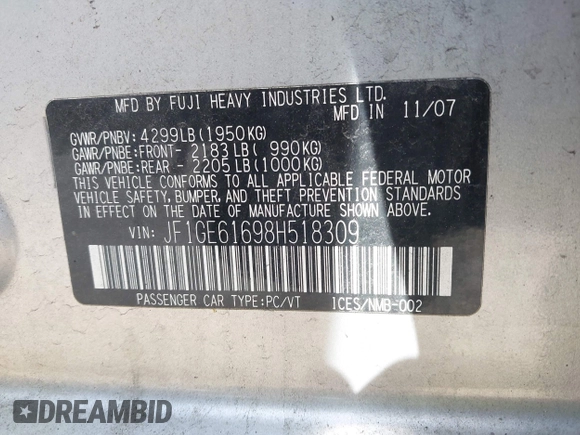 MFD BY FUJI HEAVY INDUSTRIES LTD.
MFD IN 11/07
GVWR/PNBV: 4299LB(1950KG)
GAWR/PNBE:FRONT- 2183 LB( 990KG)
GAWR/PNBE:REAR - 2205 LB(1000KG)
THIS VEHICLE CONFORMS TO ALL APPLICABLE FEDERAL MOTOR
VEHICLE SAFETY, BUMPER, AND THEFT PREVENTION STANDARDS
IN EFFECT ON THE DATE OF MANUFACTURE SHOWN ABOVE.
VIN: JF1GE61698H518309
PASSENGER CAR TYPE:PC/VT ICES/NMB-002
DREAMBID